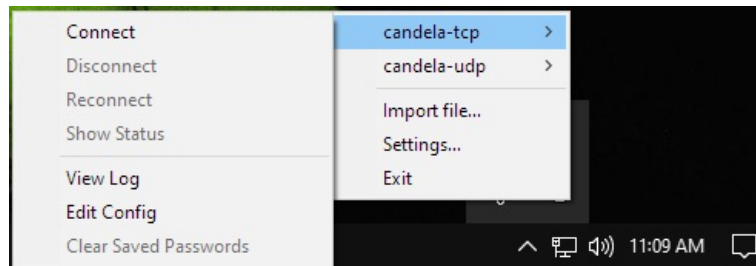 Connect
Disconnect
Reconnect
Show Status
View Log
Edit Config
Clear Saved Passwords
candela-tcp
candela-udp
Import file...
Settings...
Exit
11:09 AM